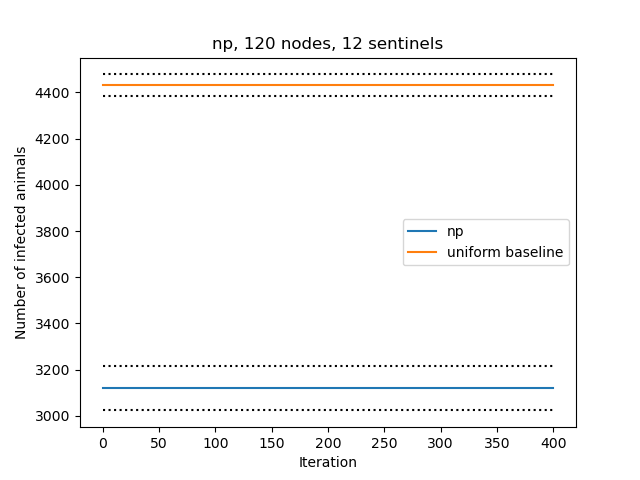 np, 120 nodes, 12 sentinels
Number of infected animals
4400
4200
4000
3800
3600
3400
3200
3000
np
uniform baseline
0 50 100 150 200 250 300 350 400
Iteration